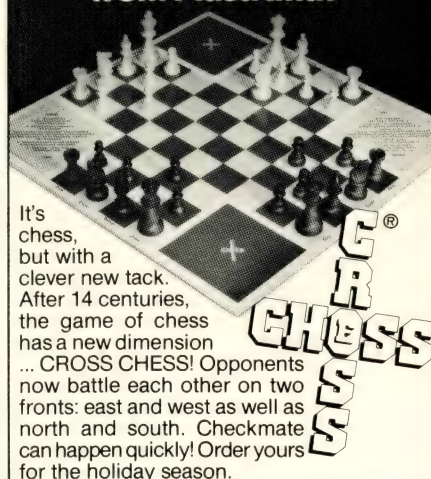 It's
chess,
but with a
clever new tack.
After 14 centuries,
the game of chess
has a new dimension
... CROSS CHESS! Opponents
now battle each other on two
fronts: east and west as well as
north and south. Checkmate
can happen quickly! Order yours
for the holiday season.
CROSS ®
CHESS